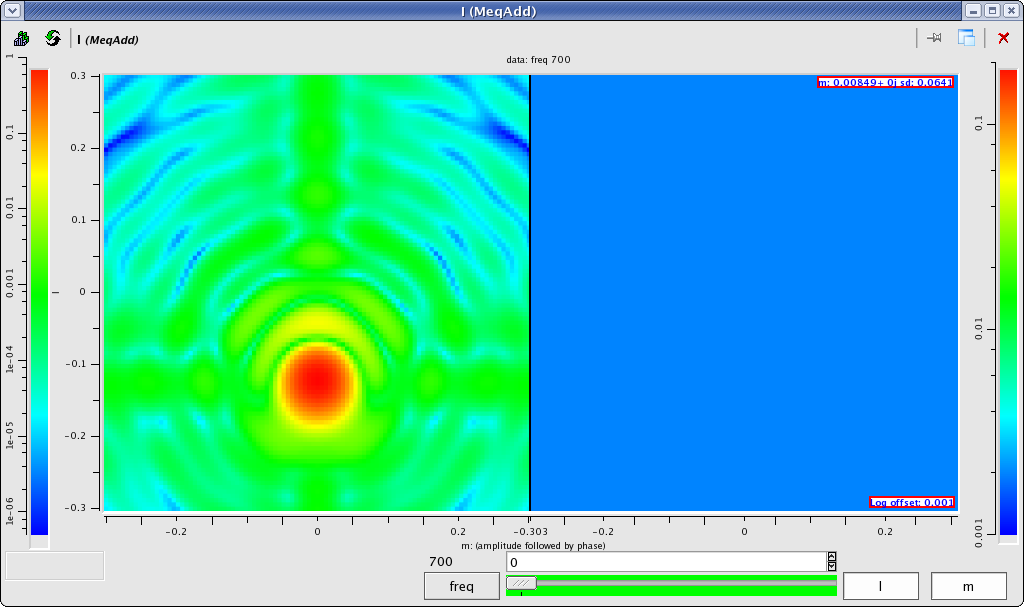 I (MeqAdd)
I (MeqAdd)
data: freq 700
1
0.1
0.01
0.001
1e-04
1e-05
1e-06
0.3
0.2
0.1
0
-0.1
-0.2
-0.3
l
m: 0.00849+ 0i sd: 0.0641
Log offset: 0.001
0.1
0.01
0.001
-0.2
0
0.2
-0.303
-0.2
0
0.2
m: (amplitude followed by phase)
700
0
freq
l
m